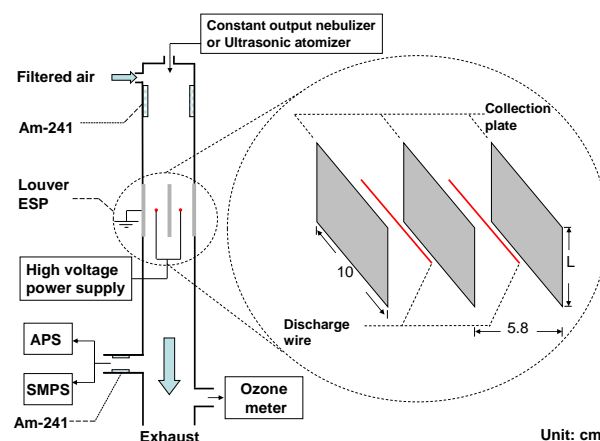 Constant output nebulizer
or Ultrasonic atomizer
Filtered air
Am-241
Louver
ESP
High voltage
power supply
APS
SMPS
Am-241
Exhaust
Ozone
meter
Collection
plate
10
L
5.8
Discharge
wire
Unit: cm